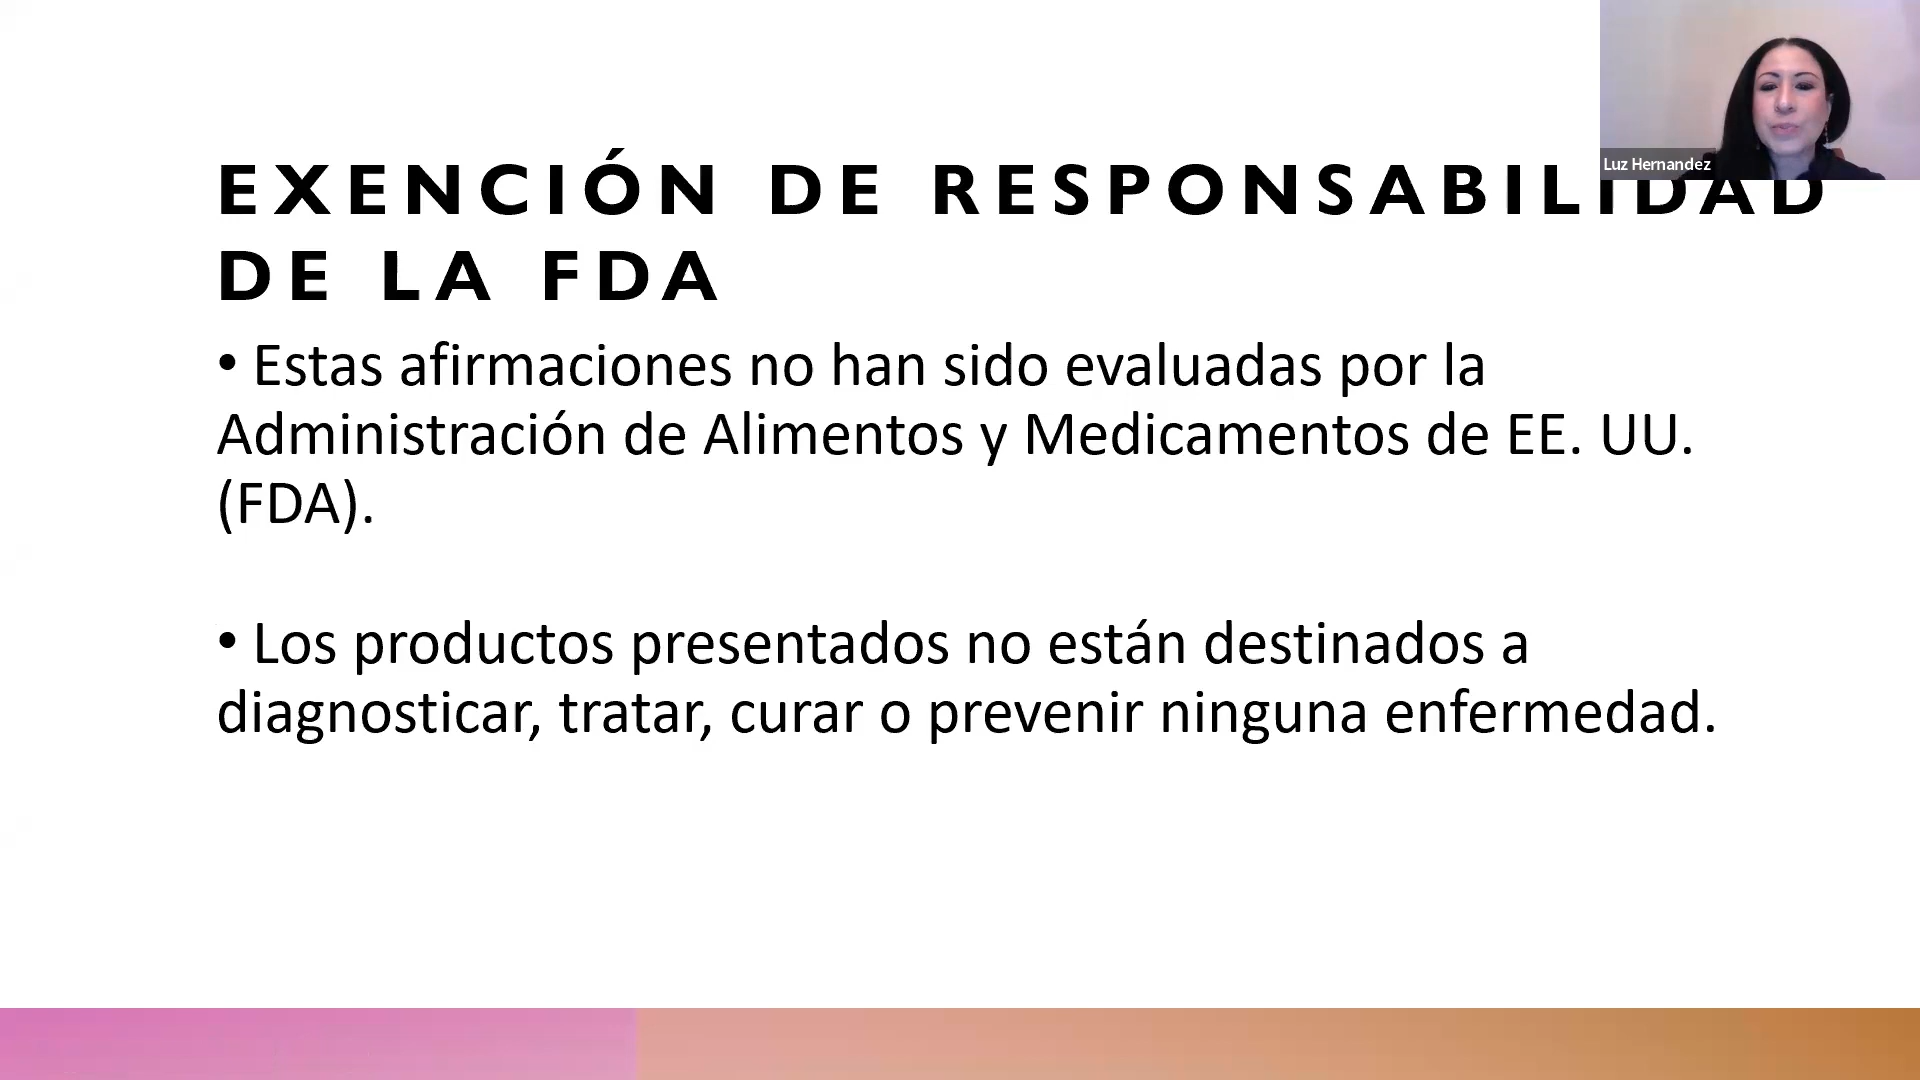 Luz Hernandez
EXENCIÓN DE RESPONSABILIDAD
DE LA FDA
• Estas afirmaciones no han sido evaluadas por la
Administración de Alimentos y Medicamentos de EE. UU.
(FDA).
• Los productos presentados no están destinados a
diagnosticar, tratar, curar o prevenir ninguna enfermedad.